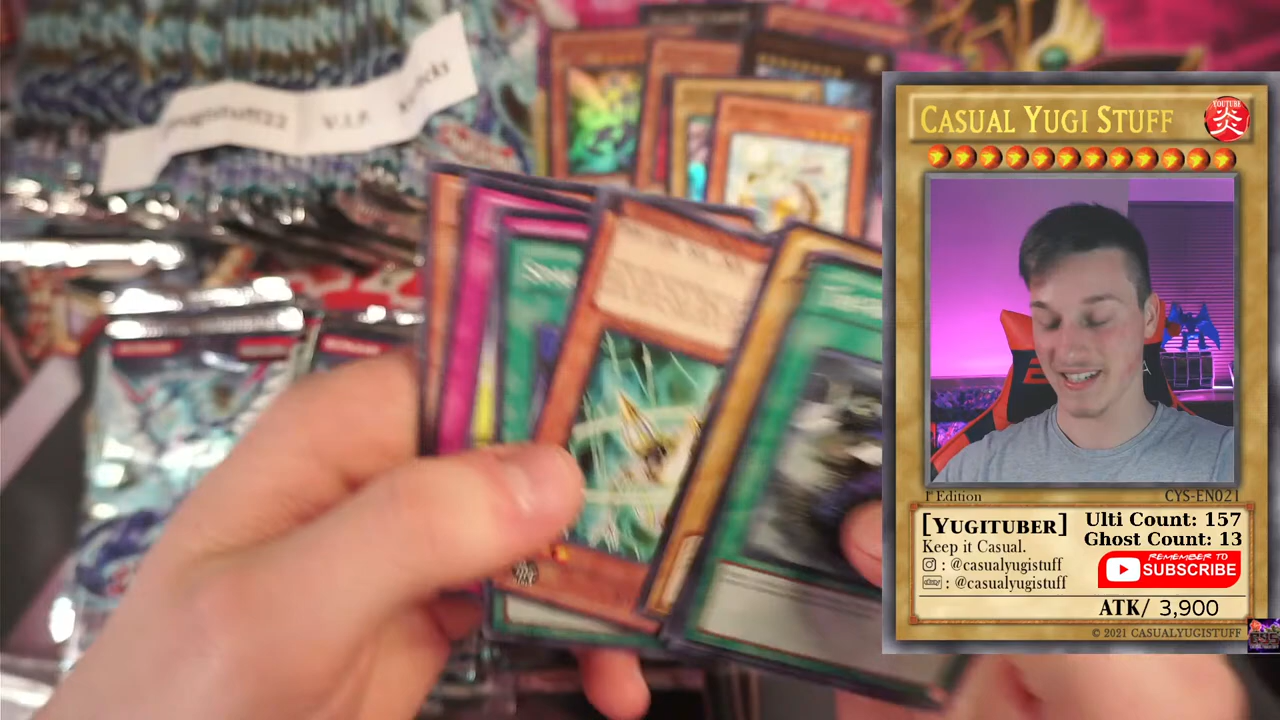 V.I.P.
CASUAL YUGI STUFF
YOUTUBE
炎
1st Edition
CYS-EN021
[YUGITUBER]
Ulti Count: 157
Keep it Casual.
Ghost Count: 13
: @casualyugistuff
REMEMBER TO
SUBSCRIBE
: @casualyugistuff
ATK/ 3,900
© 2021 CASUALYUGISTUFF